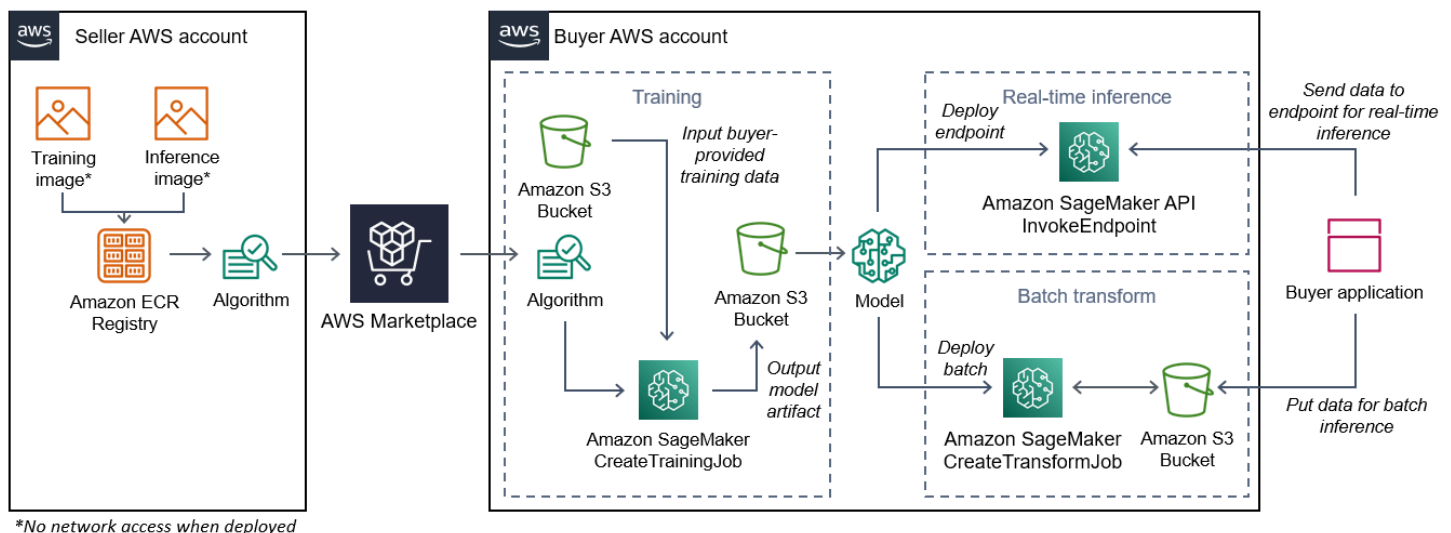 aws
Seller AWS account
Training
image*
Inference
image*
Amazon ECR
Registry
Algorithm
*No network access when deployed
AWS Marketplace
aws
Buyer AWS account
Training
Amazon S3
Bucket
Input buyer-
provided
training data
Algorithm
Amazon SageMaker
CreateTrainingJob
Output
model
artifact
Amazon S3
Bucket
Model
Real-time inference
Deploy
endpoint
Amazon SageMaker API
InvokeEndpoint
Batch transform
Deploy
batch
Amazon SageMaker
CreateTransformJob
Amazon S3
Bucket
Send data to
endpoint for real-time
inference
Buyer application
Put data for batch
inference